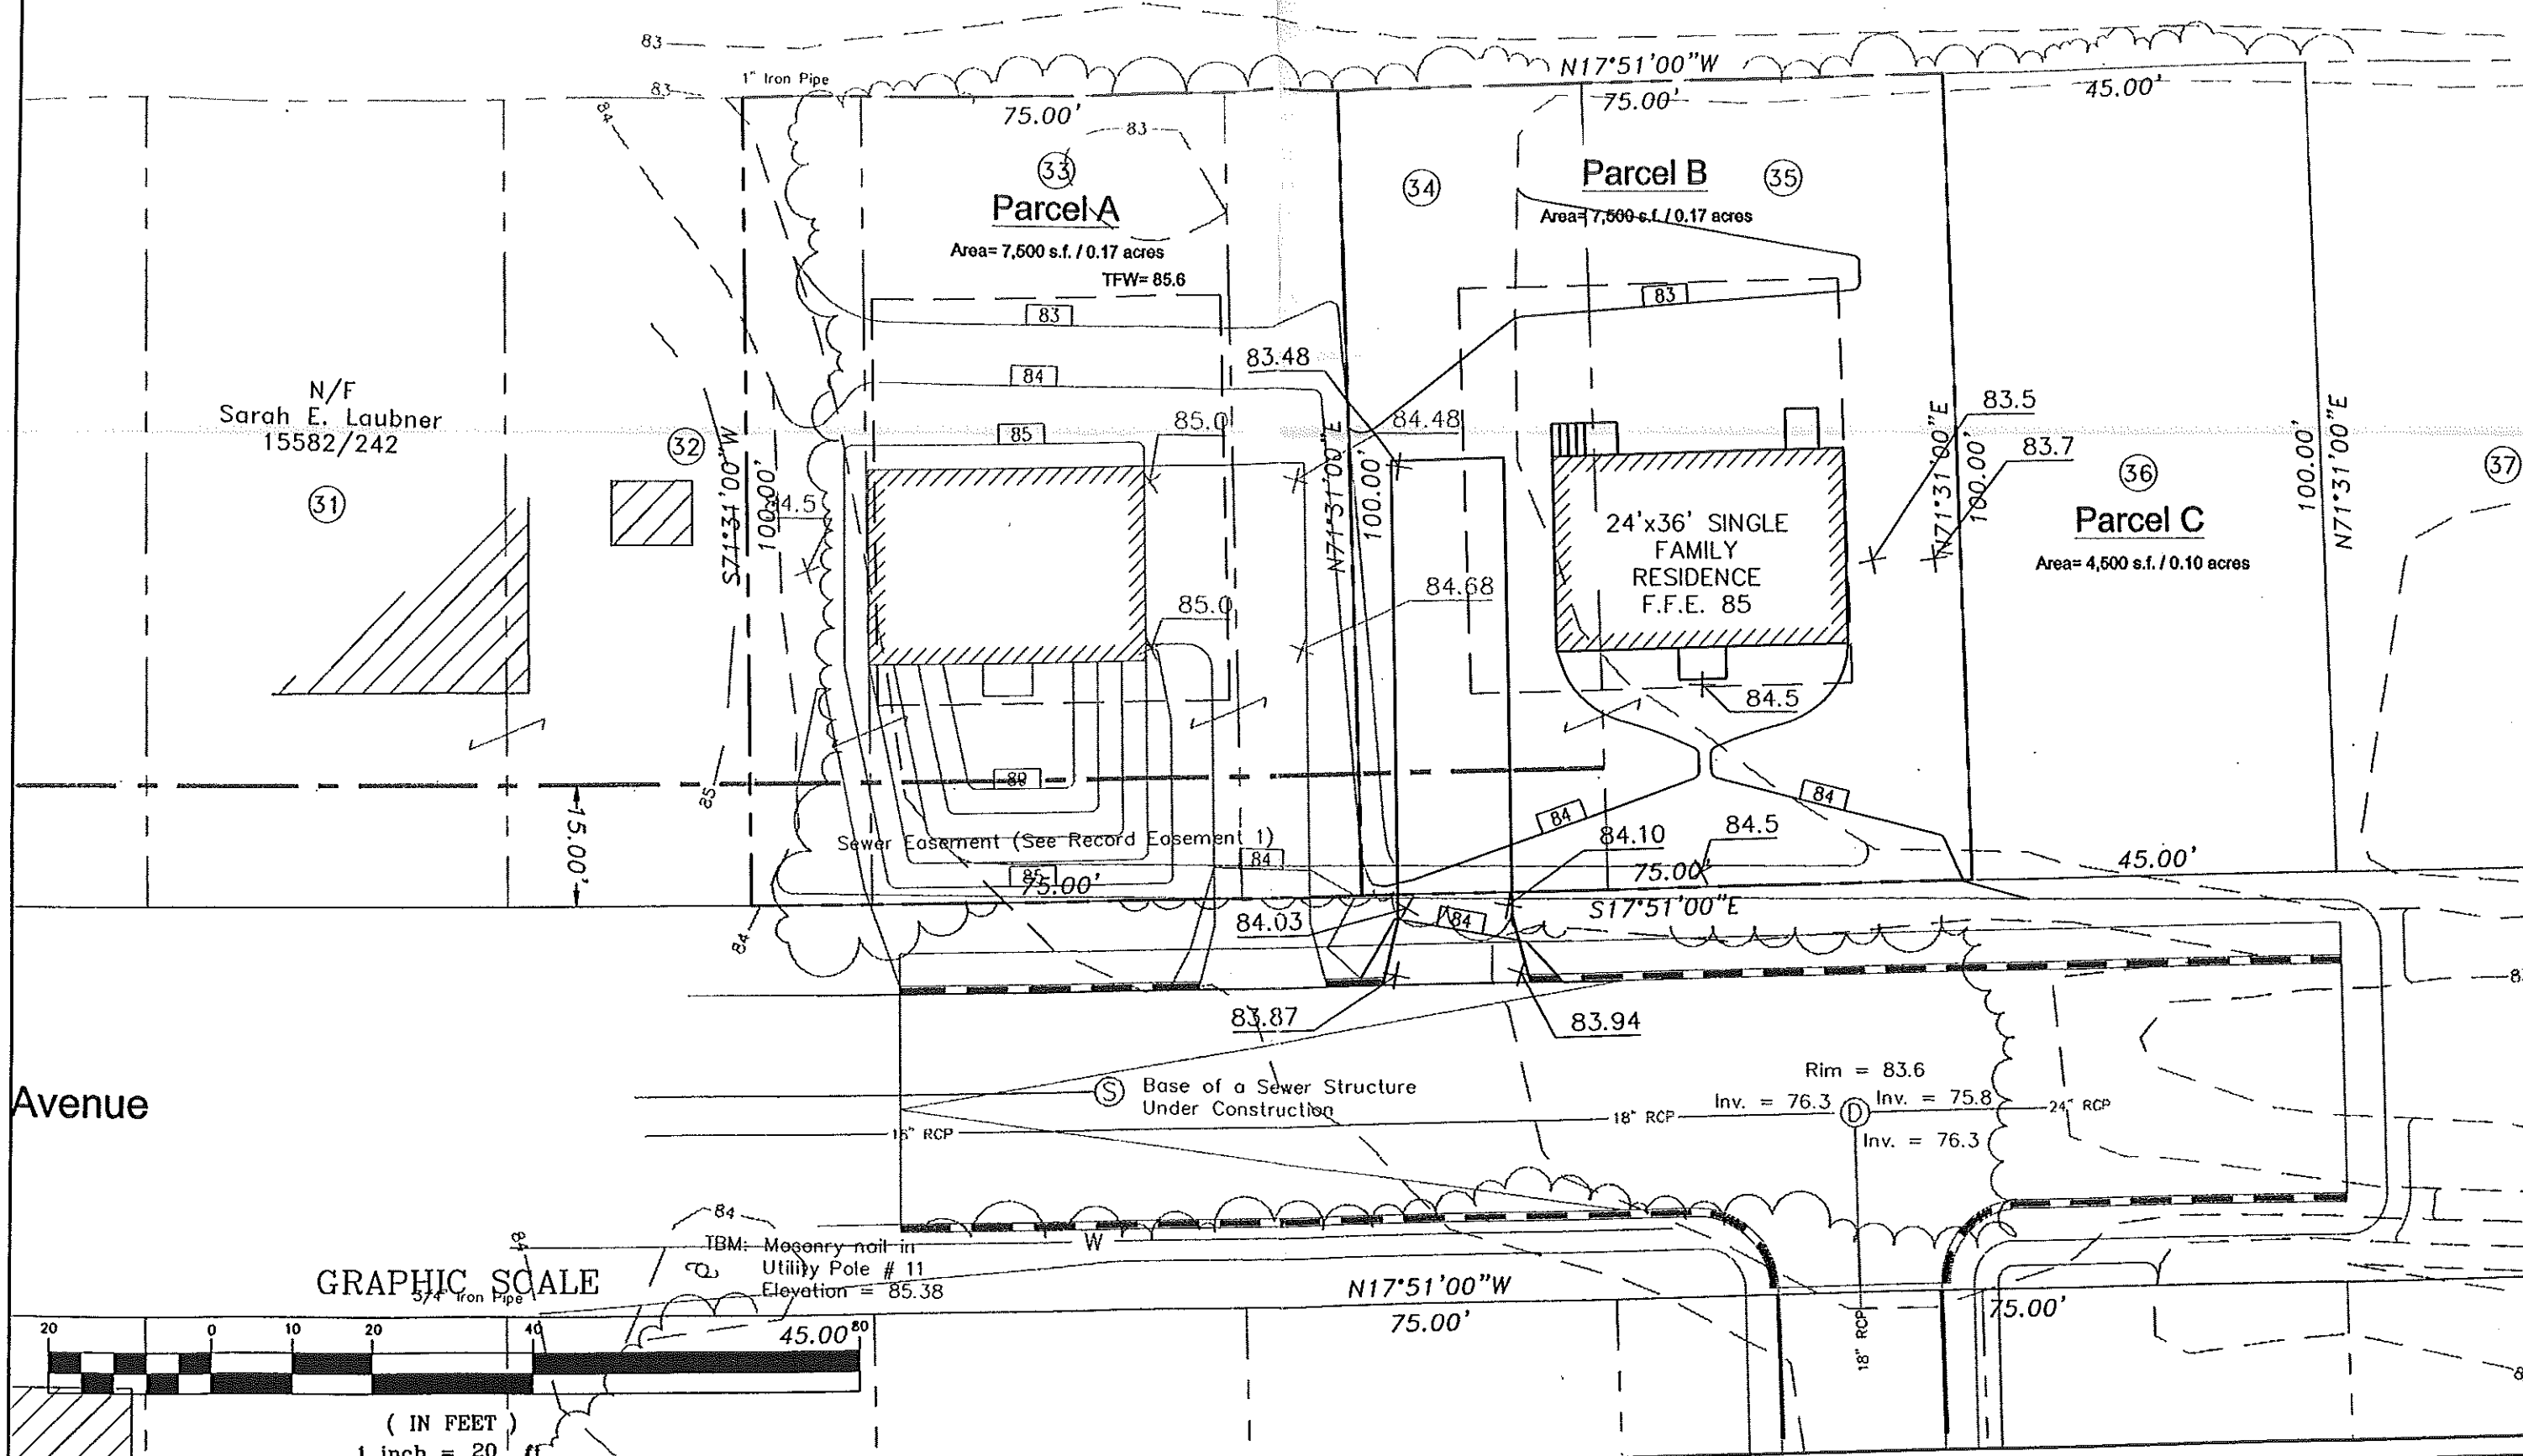 83
83
84
1" Iron Pipe
N17°51'00"W
75.00'
75.00'
45.00'
83
33
Parcel A
Area= 7,500 s.f. / 0.17 acres
TFW= 85.6
34
Parcel B
35
Area= 7,500 s.f. / 0.17 acres
83
83
84
85
83.48
85.0
84.48
83.5
83.7
N/F
Sarah E. Laubner
15582/242
31
32
S71°31'00"W
100.00'
4.5
N71°31'00"E
100.00'
24'x36' SINGLE
FAMILY
RESIDENCE
F.F.E. 85
N71°31'00"E
100.00'
36
Parcel C
Area= 4,500 s.f. / 0.10 acres
100.00'
N71°31'00"E
37
85.0
84.68
84.5
85
80
15.00'
Sewer Easement (See Record Easement 1)
84
84
84
84.10
84.5
85
75.00'
75.00'
45.00'
S17°51'00"E
84
84.03
84
83.87
83.94
Avenue
S
Base of a Sewer Structure
Under Construction
Rim = 83.6
Inv. = 76.3
D
Inv. = 75.8
Inv. = 76.3
18" RCP
18" RCP
24" RCP
18" RCP
84
84
TBM: Masonry nail in
Utility Pole # 11
Elevation = 85.38
W
N17°51'00"W
75.00'
75.00'
45.00'
GRAPHIC SCALE
3/4" Iron Pipe
20 0 10 20 40 80
( IN FEET )
1 inch = 20 ft